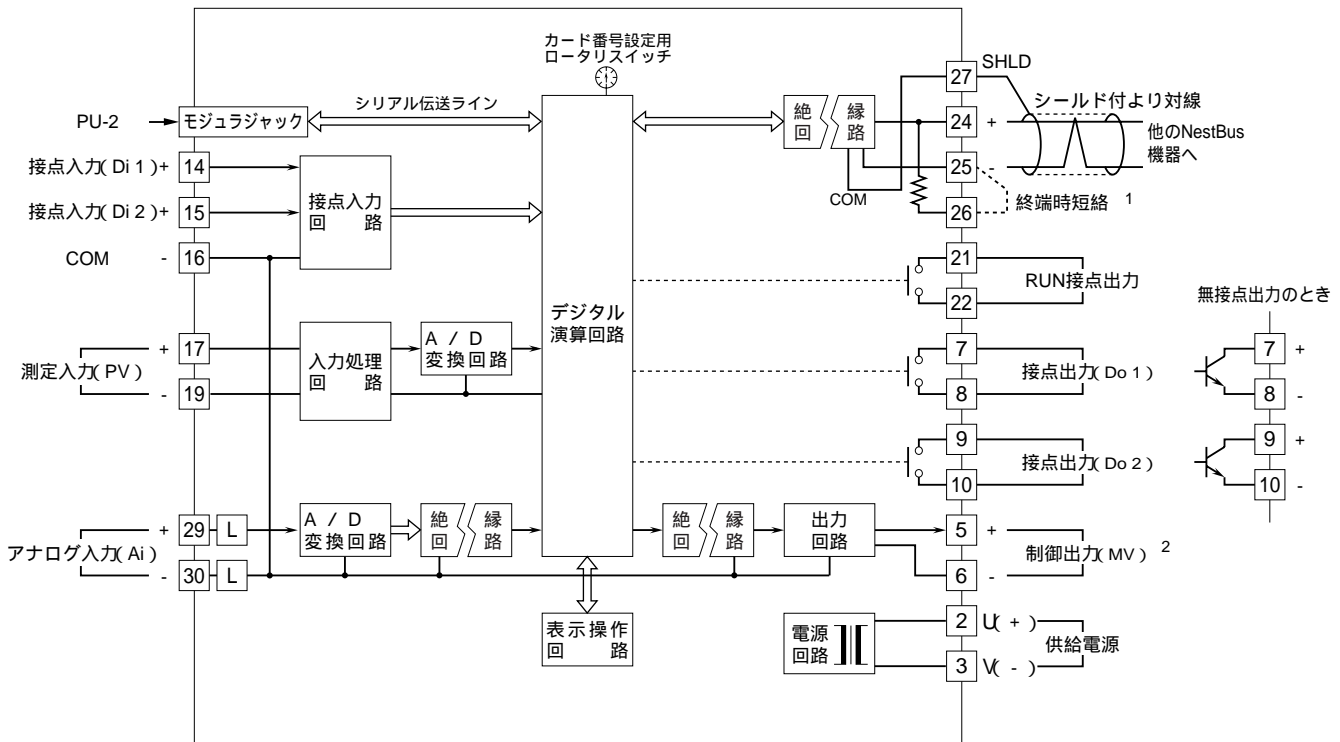 カード番号設定用
ロータリスイッチ
PU-2
モジュラジャック
シリアル伝送ライン
接点入力（Di 1）+
14
接点入力（Di 2）+
15
COM
-
16
接点入力
回 路
測定入力（PV）
+
17
-
19
入力処理
回 路
A / D
変換回路
アナログ入力（Ai）
+
29
L
-
30
L
A / D
変換回路
絶 縁
回 路
デジタル
演算回路
表示操作
回 路
絶 縁
回 路
COM
27
SHLD
24
+
25
-
26
シールド付より対線
他のNestBus
機器へ
終端時短絡 1
21
22
RUN接点出力
7
8
接点出力（Do 1）
9
10
接点出力（Do 2）
絶 縁
回 路
出力
回路
5
+
6
-
制御出力（MV） 2
電源
回路
2
U( + )
3
V( - )
供給電源
無接点出力のとき
7
+
8
-
9
+
10
-